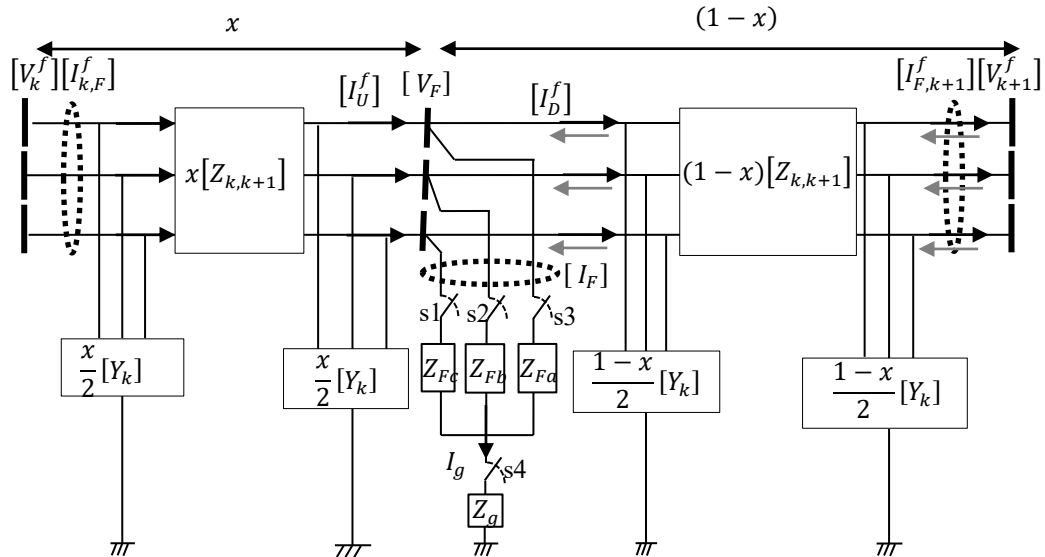 x (1 − x)
[V_k^f][I_{k,F}^f] [I_U^f] [V_F] [I_D^f] [I_{F,k+1}^f][V_{k+1}^f]
x[Z_{k,k+1}] (1 − x)[Z_{k,k+1}]
[I_F]
s1 s2 s3
x/2 [Y_k] x/2 [Y_k] Z_{Fc} Z_{Fb} Z_{Fa} (1 − x)/2 [Y_k] (1 − x)/2 [Y_k]
I_g s4
Z_g